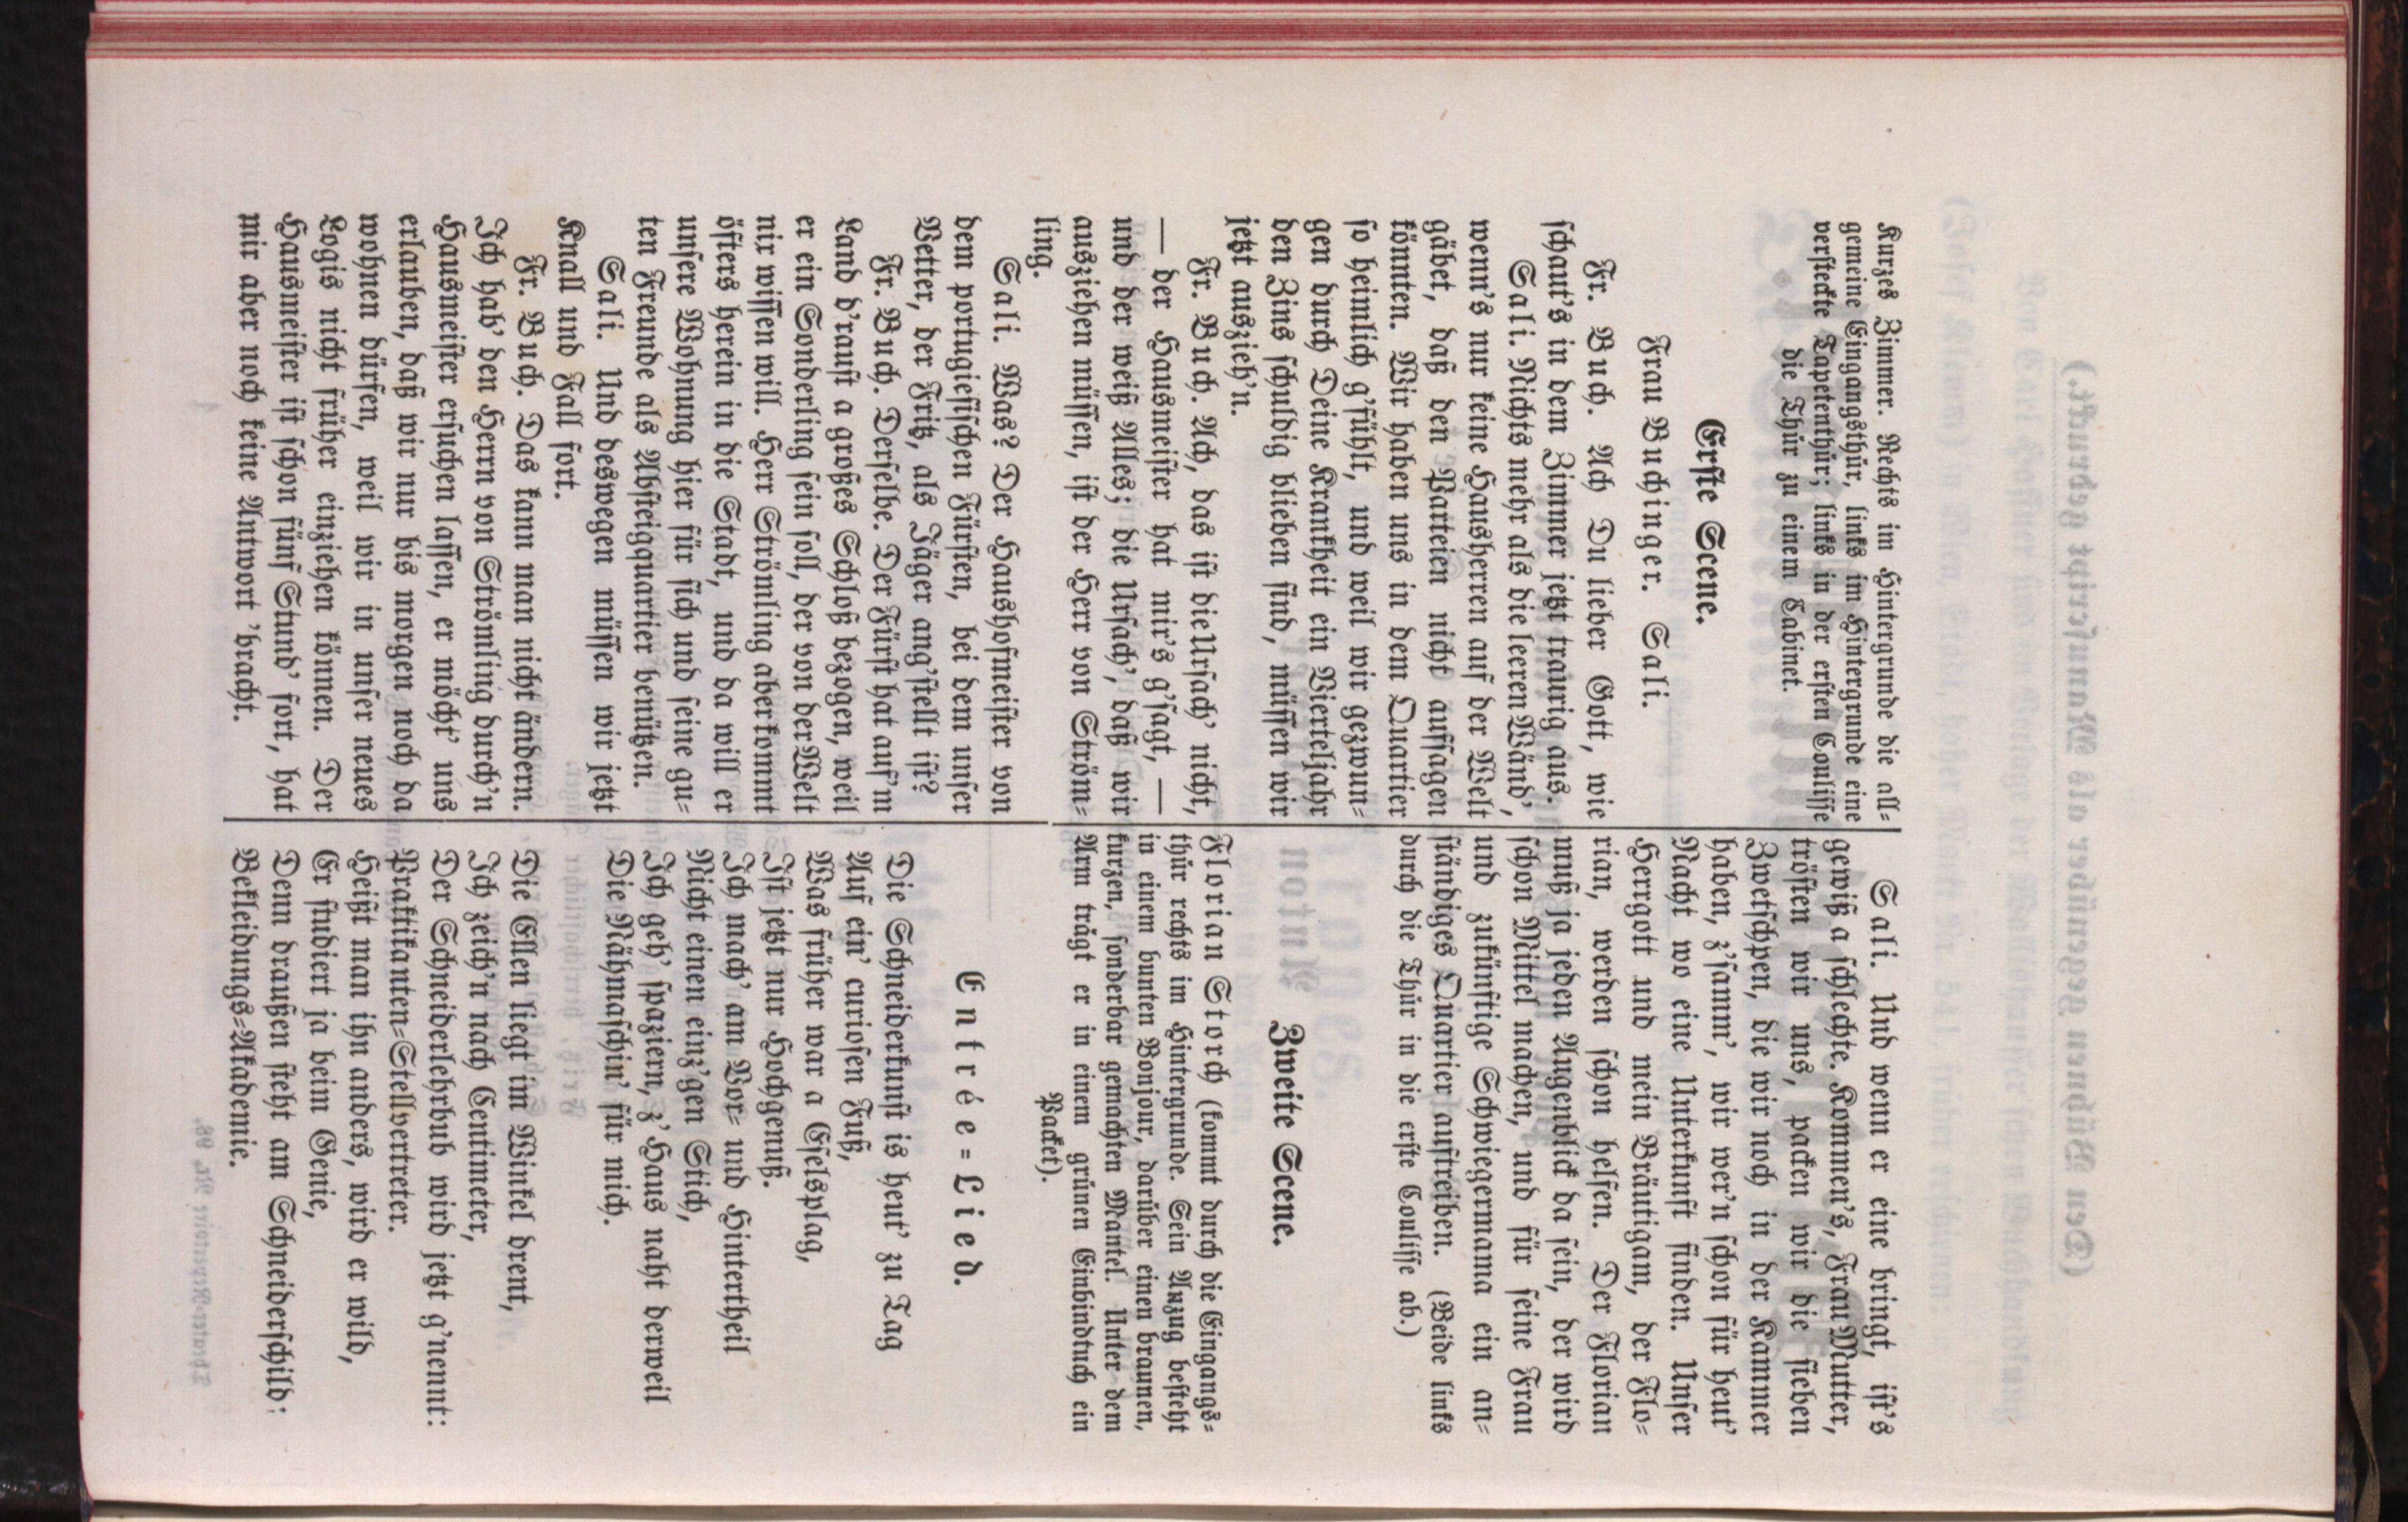 Kurzes Zimmer. Rechts im Hintergrunde die all-
gemeine Eingangsthür, links im Hintergrunde eine
versteckte Tapetenthür; links in der ersten Coulisse
die Thür zu einem Cabinet.
Erste Scene.
Frau Buchinger. Sali.
Fr. Buch. Ach Du lieber Gott, wie
schaut's in dem Zimmer jetzt traurig aus.
Sali. Nichts mehr als die leeren Wänd',
wenn's nur keine Hausherren auf der Welt
gäbet, daß den Parteien nicht aufsagen
könnten. Wir haben uns in dem Quartier
so heimlich g'fühlt, und weil wir gezwun-
gen durch Deine Krankheit ein Vierteljahr
den Zins schuldig blieben sind, müssen wir
jetzt auszieh'n.
Fr. Buch. Ach, das ist die Ursach' nicht,
— der Hausmeister hat mir's g'sagt, —
und der weiß Alles; die Ursach', daß wir
ausziehen müssen, ist der Herr von Ström-
ling.
Sali. Was? Der Haushofmeister von
dem portugiesischen Fürsten, bei dem unser
Vetter, der Fritz, als Jäger ang'stellt ist?
Fr. Buch. Derselbe. Der Fürst hat auf'm
Land d'raußt a großes Schloß bezogen, weil
er ein Sonderling sein soll, der von der Welt
nix wissen will. Herr Strömling aber kommt
öfters herein in die Stadt, und da will er
unsere Wohnung hier für sich und seine gu-
ten Freunde als Absteigquartier benützen.
Sali. Und deswegen müssen wir jetzt
Knall und Fall fort.
Fr. Buch. Das kann man nicht ändern.
Ich hab' den Herrn von Strömling durch'n
Hausmeister ersuchen lassen, er möcht' uns
erlauben, daß wir nur bis morgen noch da
wohnen dürfen, weil wir in unser neues
Logis nicht früher einziehen können. Der
Hausmeister ist schon fünf Stund' fort, hat
mir aber noch keine Antwort 'bracht.
Sali. Und wenn er eine bringt, ist's
gewiß a schlechte. Kommen's, Frau Mutter,
trösten wir uns, packen wir die sieben
Zwetschpen, die wir noch in der Kammer
haben, z'samm', wir wer'n schon für heut'
Nacht wo eine Unterkunft finden. Unser
Herrgott und mein Bräutigam, der Flo-
rian, werden schon helfen. Der Florian
muß ja jeden Augenblick da sein, der wird
schon Mittel machen, und für seine Frau
und zukünftige Schwiegermama ein an-
ständiges Quartier auftreiben. (Beide links
durch die Thür in die erste Coulisse ab.)
Zweite Scene.
Florian Storch (kommt durch die Eingangs-
thür rechts im Hintergrunde. Sein Anzug besteht
in einem bunten Bonjour, darüber einen braunen,
kurzen, sonderbar gemachten Mantel. Unter dem
Arm trägt er in einem grünen Einbindtuch ein
Packet).
Entré-Lied.
Die Schneiderkunst is heut' zu Tag
Auf ein' curiosen Fuß,
Was früher war a Eselsplag,
Ist jetzt nur Hochgenuß.
Ich mach' am Vor- und Hintertheil
Nicht einen einz'gen Stich,
Ich geh' spazier'n, z'Haus naht derweil
Die Nähmaschin' für mich.
Die Ellen liegt im Winkel drent,
Ich zeich'n nach Centimeter,
Der Schneiderlehrbub wird jetzt g'nennt:
Praktikanten-Stellvertreter.
Heißt man ihn anders, wird er wild,
Er studiert ja beim Genie,
Denn draußen steht am Schneiderschild:
Bekleidungs-Akademie.